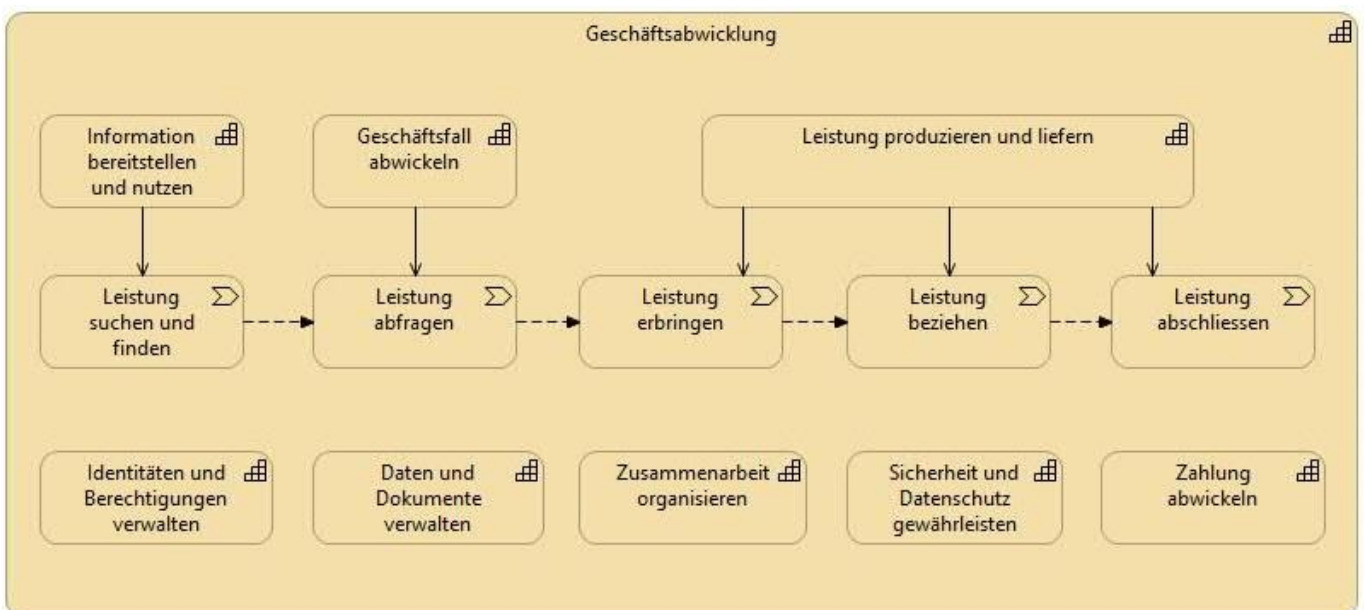 Geschäftsabwicklung
Information
bereitstellen
und nutzen
Geschäftsfall
abwickeln
Leistung produzieren und liefern
Leistung
suchen und
finden
Leistung
abfragen
Leistung
erbringen
Leistung
beziehen
Leistung
abschliessen
Identitäten und
Berechtigungen
verwalten
Daten und
Dokumente
verwalten
Zusammenarbeit
organisieren
Sicherheit und
Datenschutz
gewährleisten
Zahlung
abwickeln